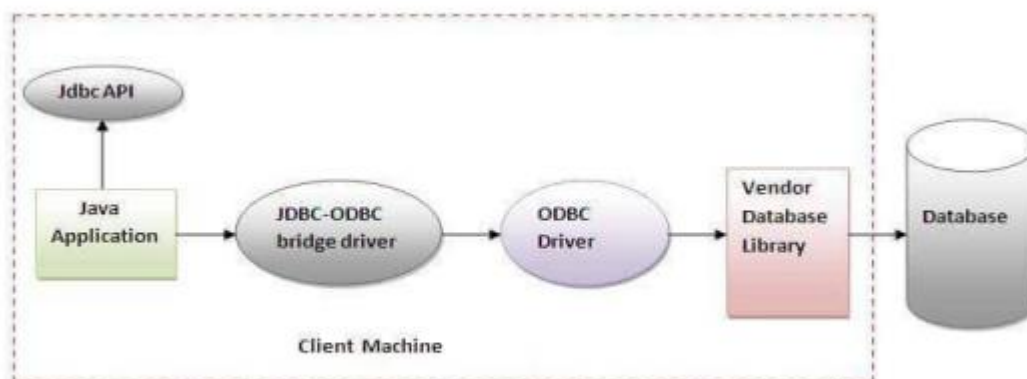 Jdbc API
Java
Application
JDBC-ODBC
bridge driver
ODBC
Driver
Vendor
Database
Library
Database
Client Machine